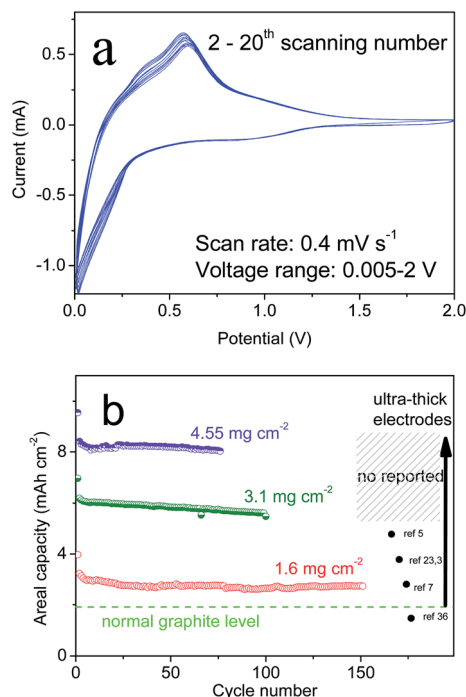 a
2 - 20th scanning number
Scan rate: 0.4 mV s-1
Voltage range: 0.005-2 V
0.5
0.0
-0.5
-1.0
Current (mA)
0.0
0.5
1.0
1.5
2.0
Potential (V)
b
ultra-thick
electrodes
4.55 mg cm-2
no reported
3.1 mg cm-2
ref 5
ref 23,3
1.6 mg cm-2
ref 7
normal graphite level
ref 36
8
4
0
Areal capacity (mAh cm-2)
0
50
100
150
Cycle number